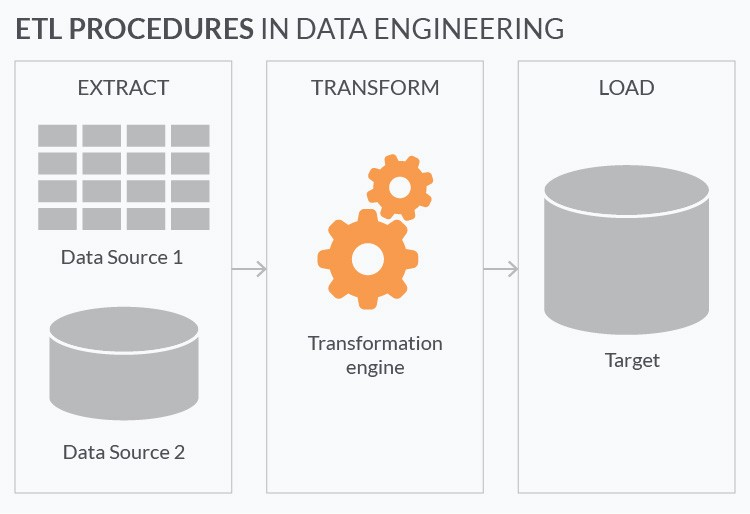 ETL PROCEDURES IN DATA ENGINEERING
EXTRACT
Data Source 1
Data Source 2
TRANSFORM
Transformation
engine
LOAD
Target